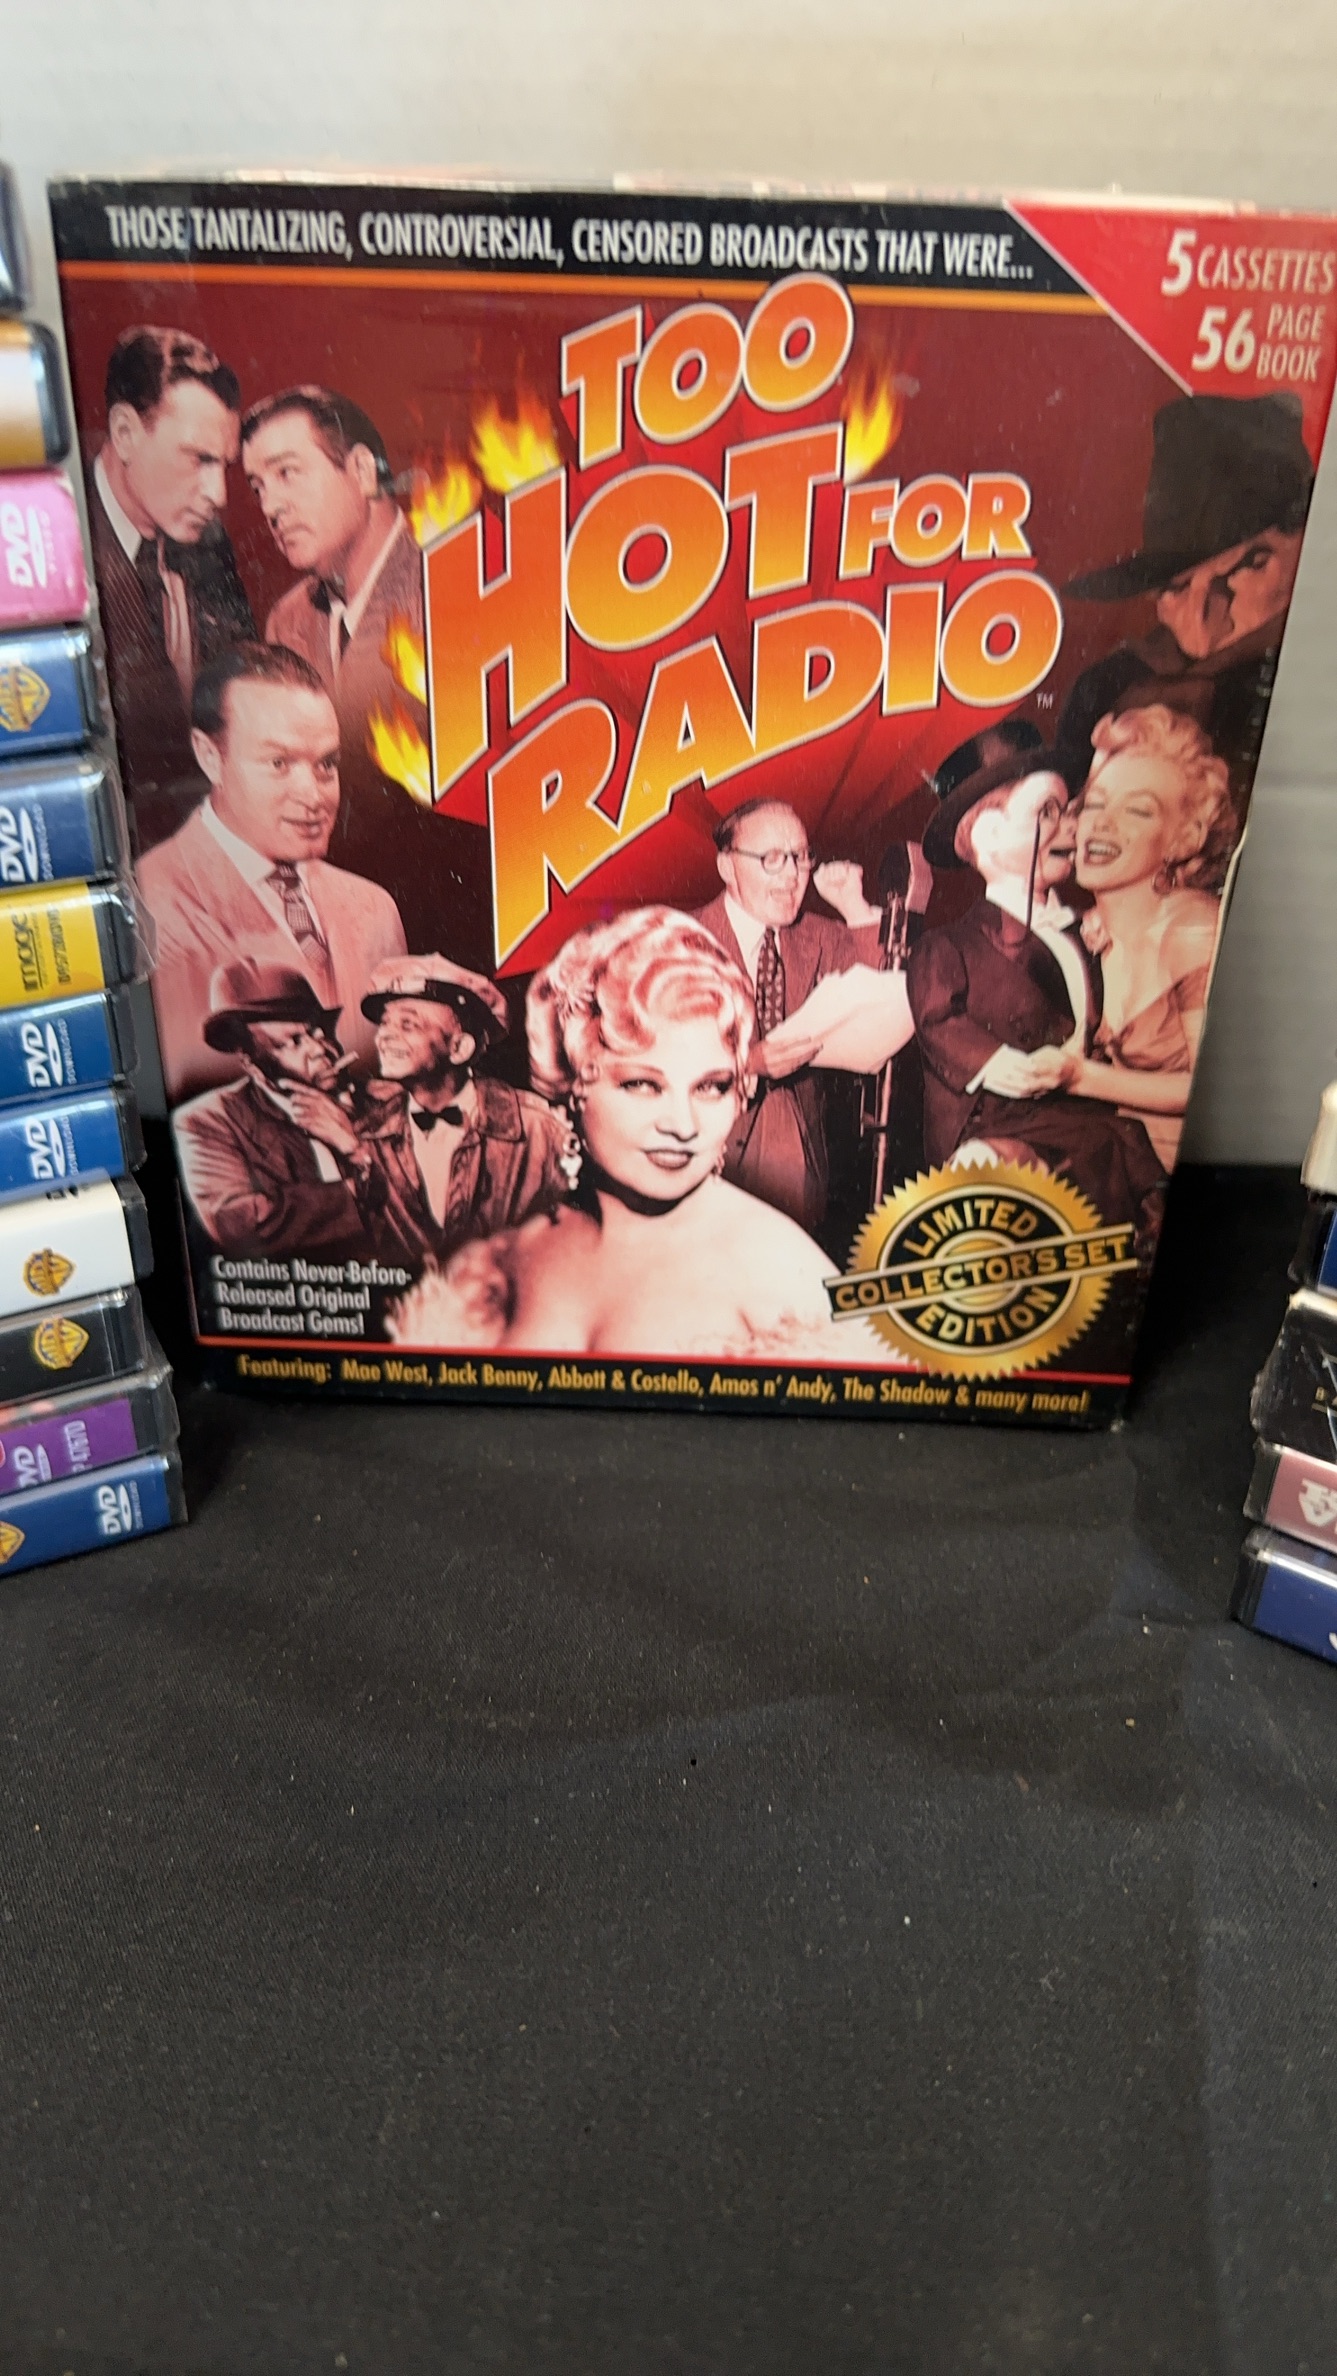 THOSE TANTALIZING, CONTROVERSIAL, CENSORED BROADCASTS THAT WERE...
5 CASSETTES
56 PAGE BOOK
TOO
HOT FOR
RADIO
TM
LIMITED
COLLECTOR'S SET
EDITION
Contains Never-Before-
Released Original
Broadcast Gems!
Featuring: Mae West, Jack Benny, Abbott & Costello, Amos n' Andy, The Shadow & many more!
DVD
VIDEO
DVD
image
DVD
DVD
DVD
DVD